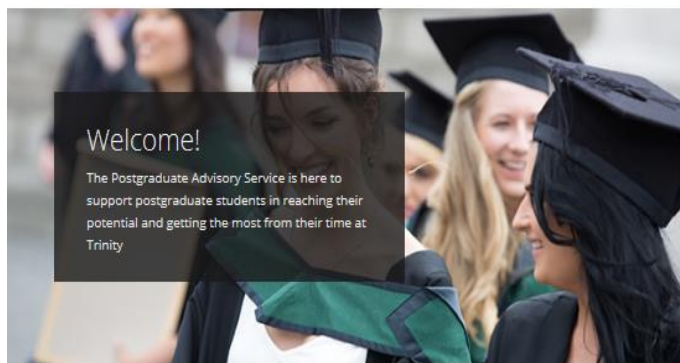 Welcome!
The Postgraduate Advisory Service is here to
support postgraduate students in reaching their
potential and getting the most from their time at
Trinity